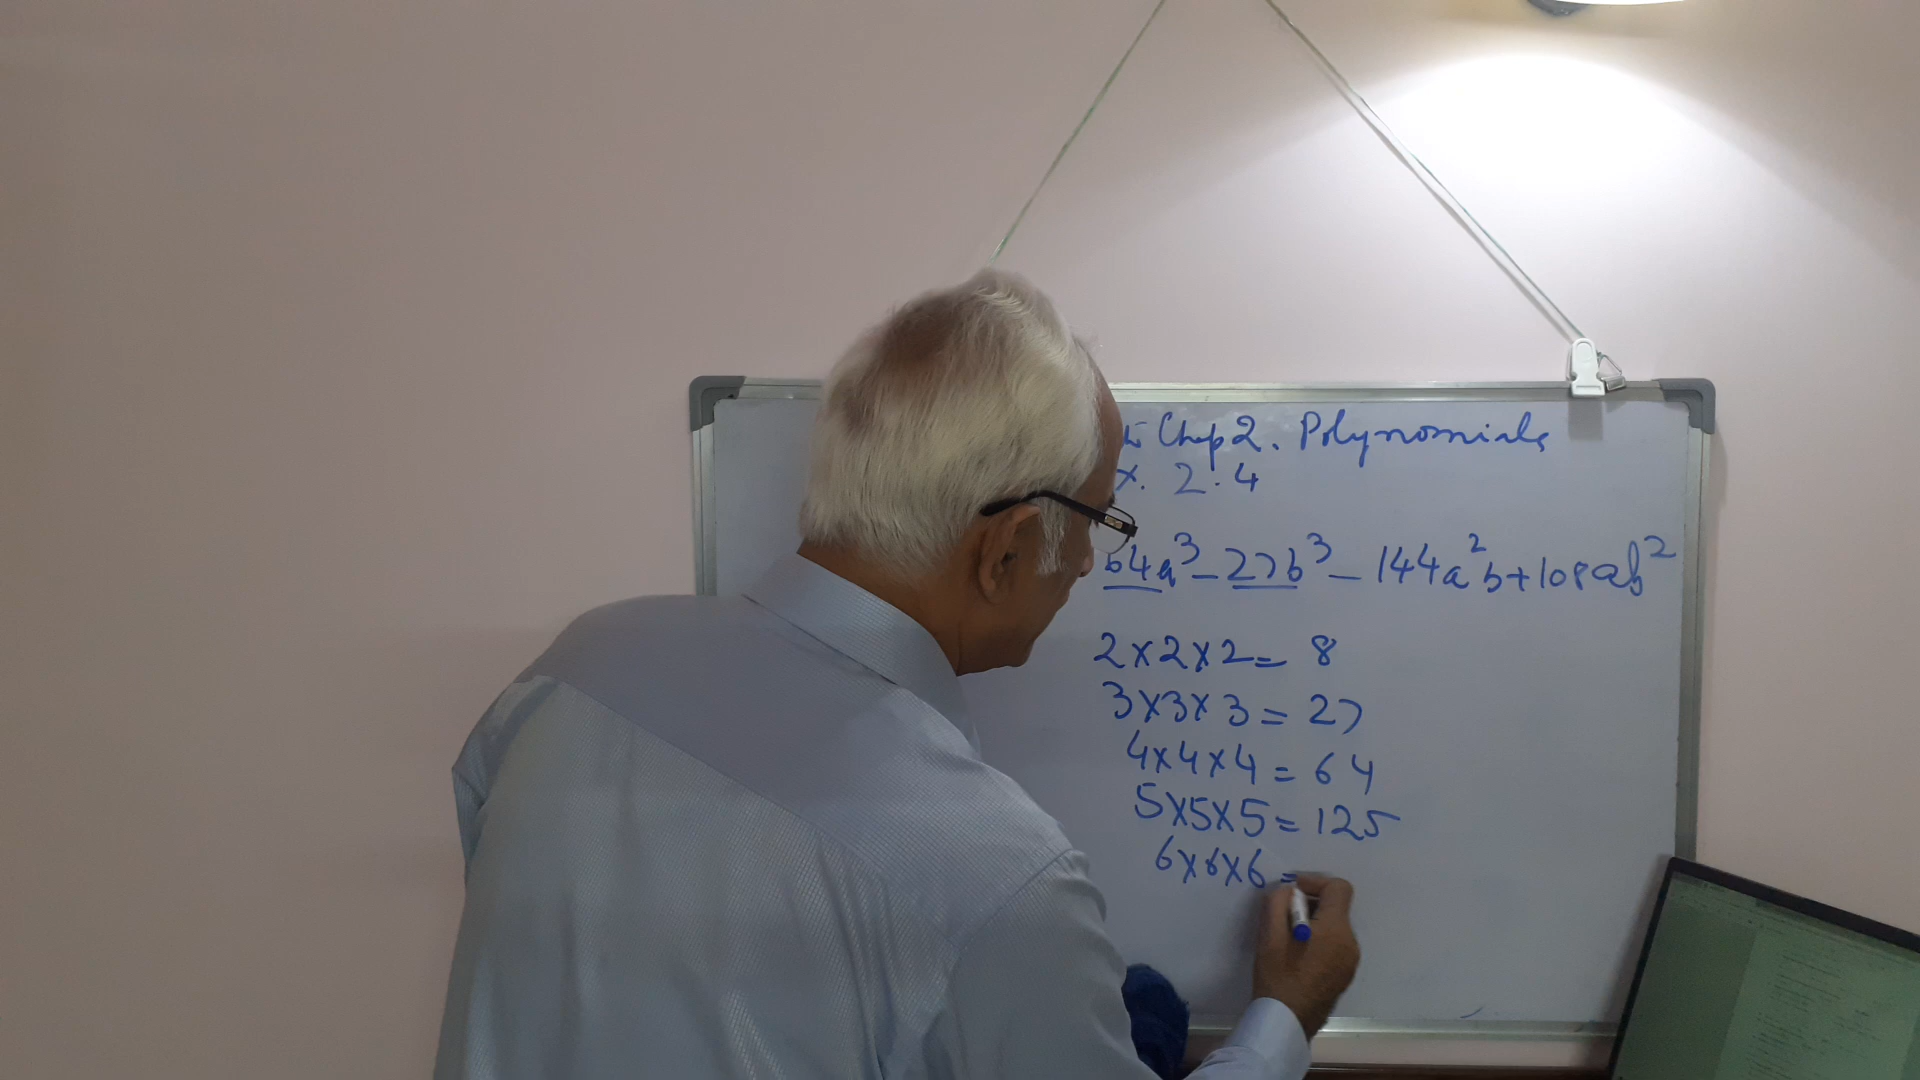 Chap 2. Polynomials
x. 2.4
64a³ - 27b³ - 144a²b + 108ab²
2×2×2= 8
3×3×3 = 27
4×4×4 = 64
5×5×5 = 125
6×6×6 =